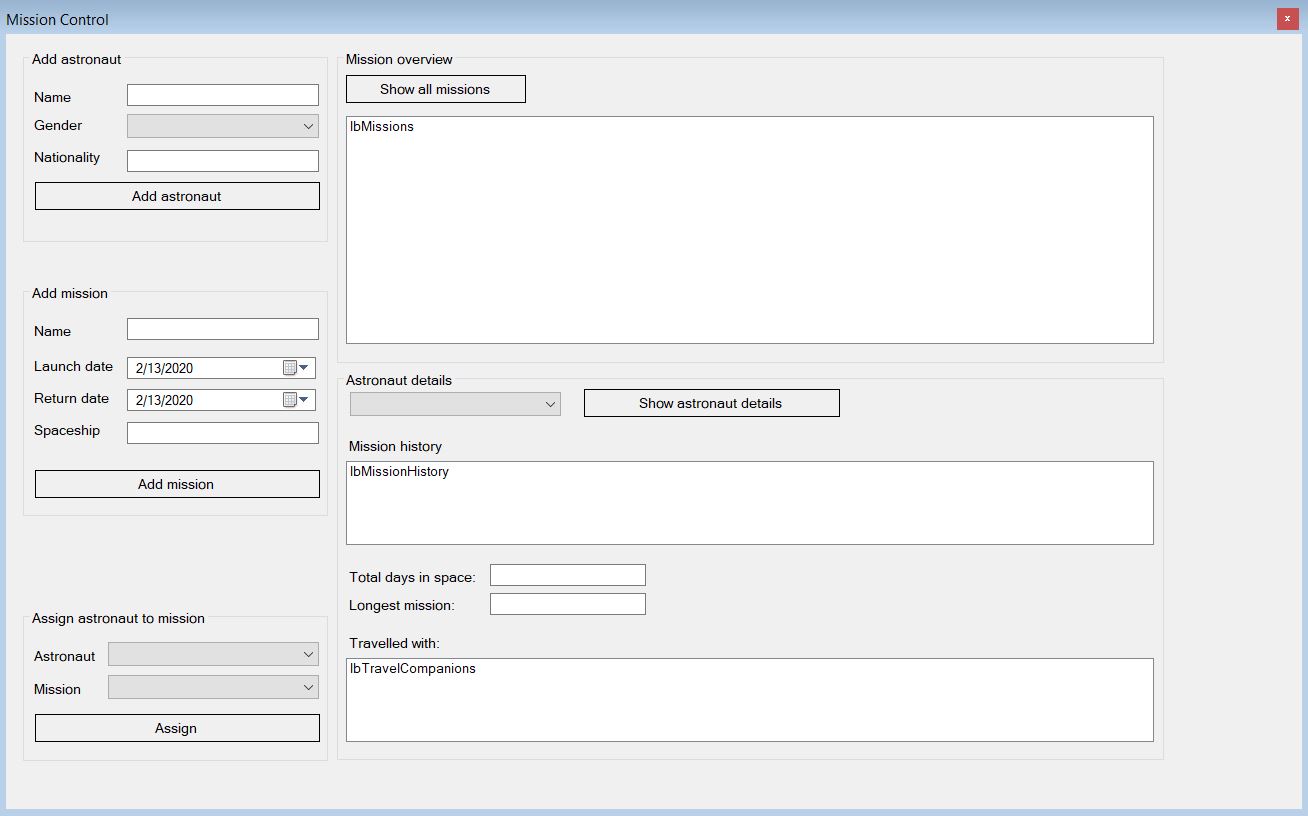 Mission Control
x
Add astronaut
Name
Gender
Nationality
Add astronaut
Add mission
Name
Launch date 2/13/2020
Return date 2/13/2020
Spaceship
Add mission
Assign astronaut to mission
Astronaut
Mission
Assign
Mission overview
Show all missions
lbMissions
Astronaut details
Show astronaut details
Mission history
lbMissionHistory
Total days in space:
Longest mission:
Travelled with:
lbTravelCompanions